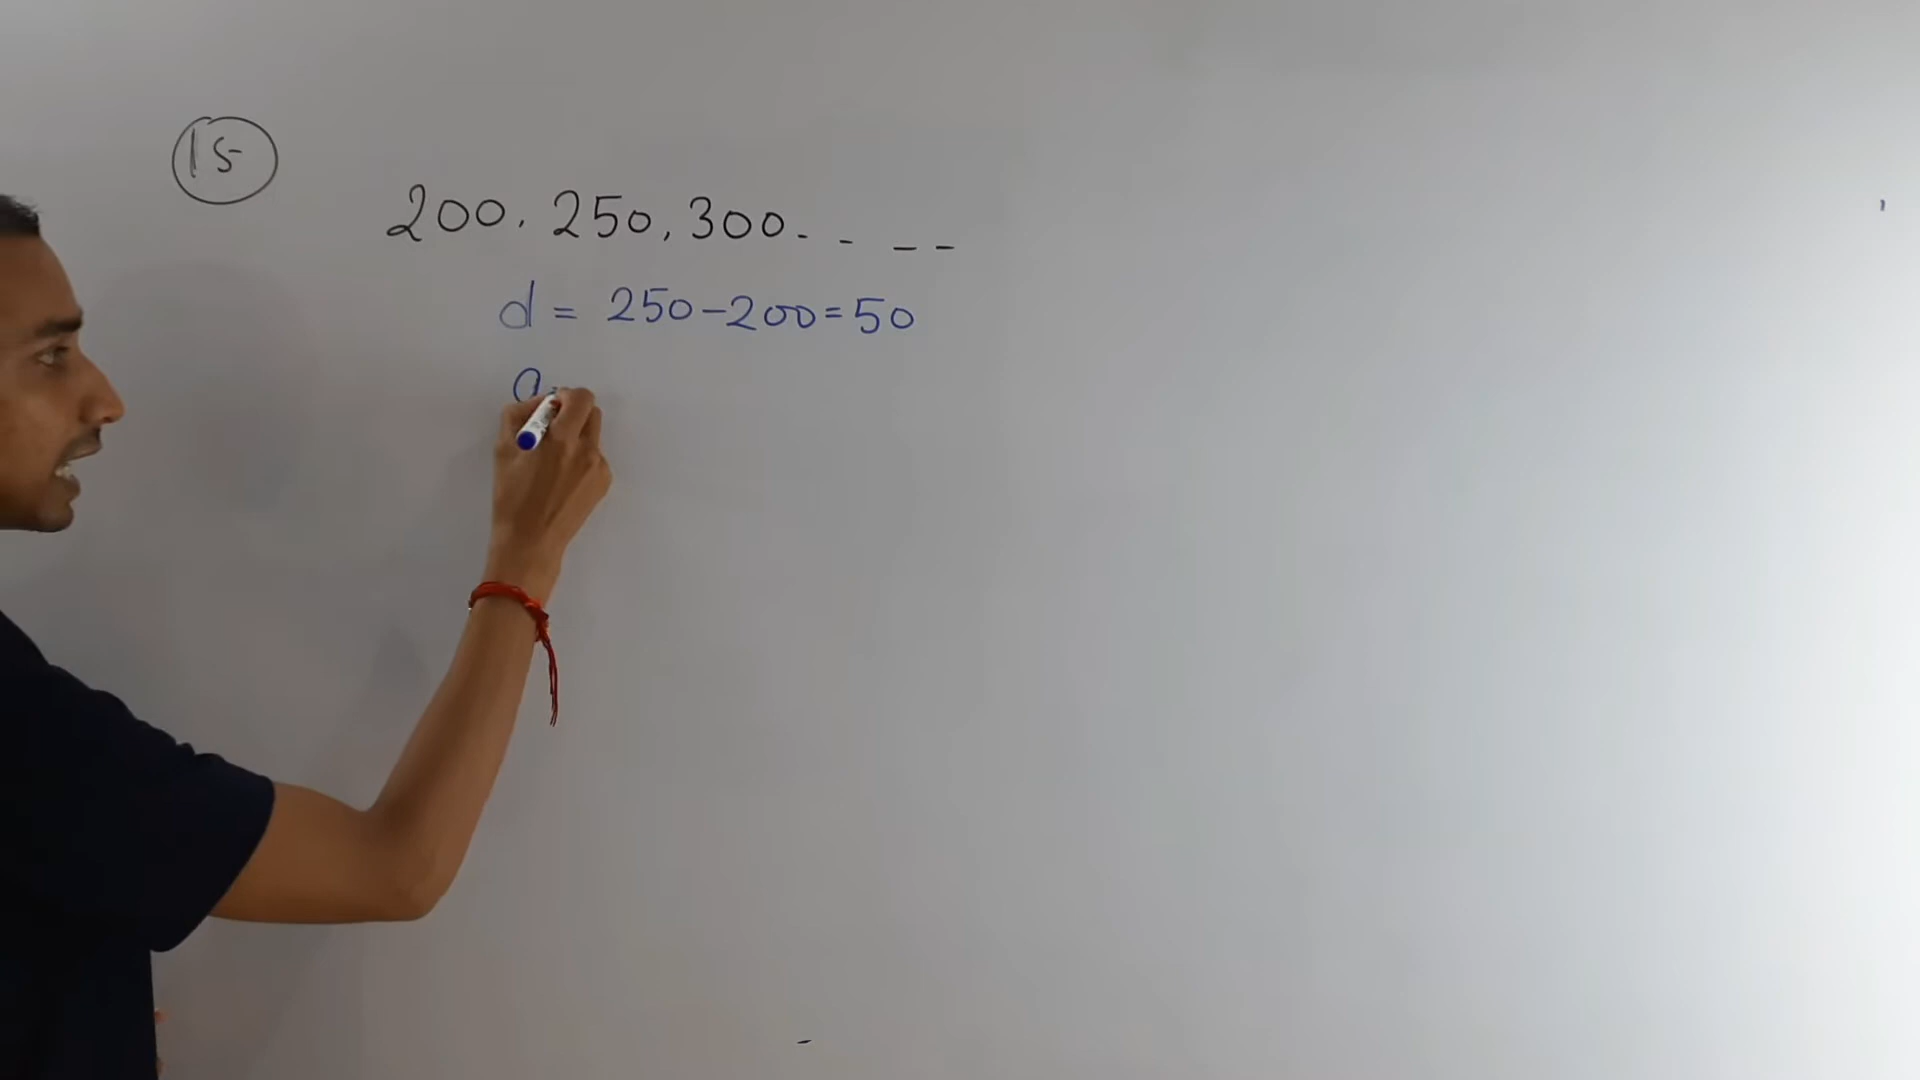 15
200, 250, 300. - - -
d = 250-200=50
a